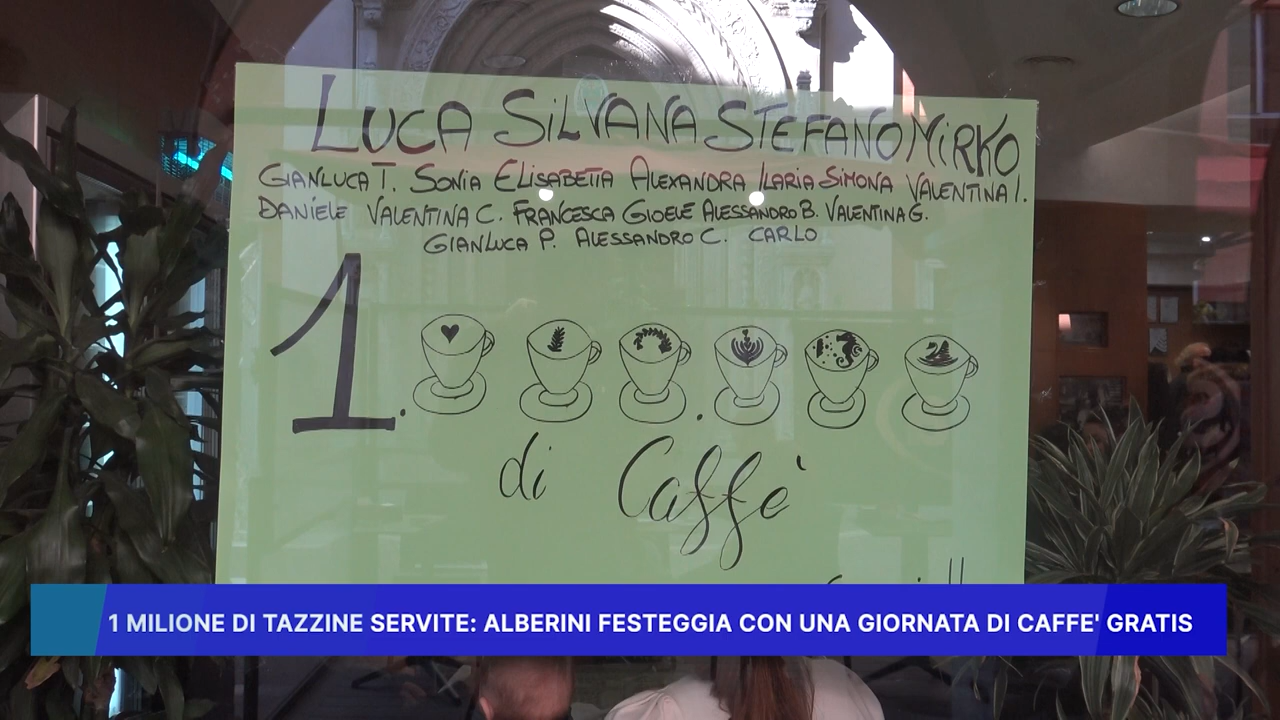 LUCA SiLVANA STEFANO MiRKO
GIANLUCA T. SONIA ELISABETTA ALEXANDRA ILARIA SIMONA VALENTINA I.
DANIELE VALENTINA C. FRANCESCA GIOELE ALESSANDRO B. VALENTINA G.
GIANLUCA P. ALESSANDRO C. CARLO
1. .
di Caffè
1 MILIONE DI TAZZINE SERVITE: ALBERINI FESTEGGIA CON UNA GIORNATA DI CAFFE' GRATIS